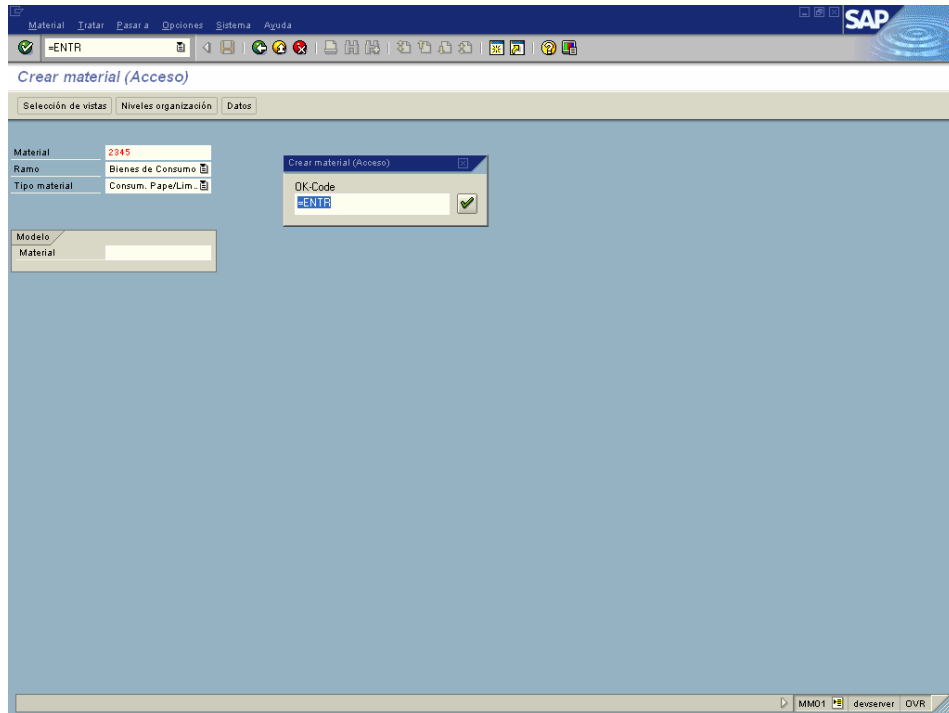 Material Tratar Pasar a Opciones Sistema Ayuda
SAP
=ENTR
Crear material (Acceso)
Selección de vistas Niveles organización Datos
Material 2345
Ramo Bienes de Consumo
Tipo material Consum. Pape/Lim..
Crear material (Acceso)
OK-Code
=ENTR
Modelo
Material
MM01 devserver OVR